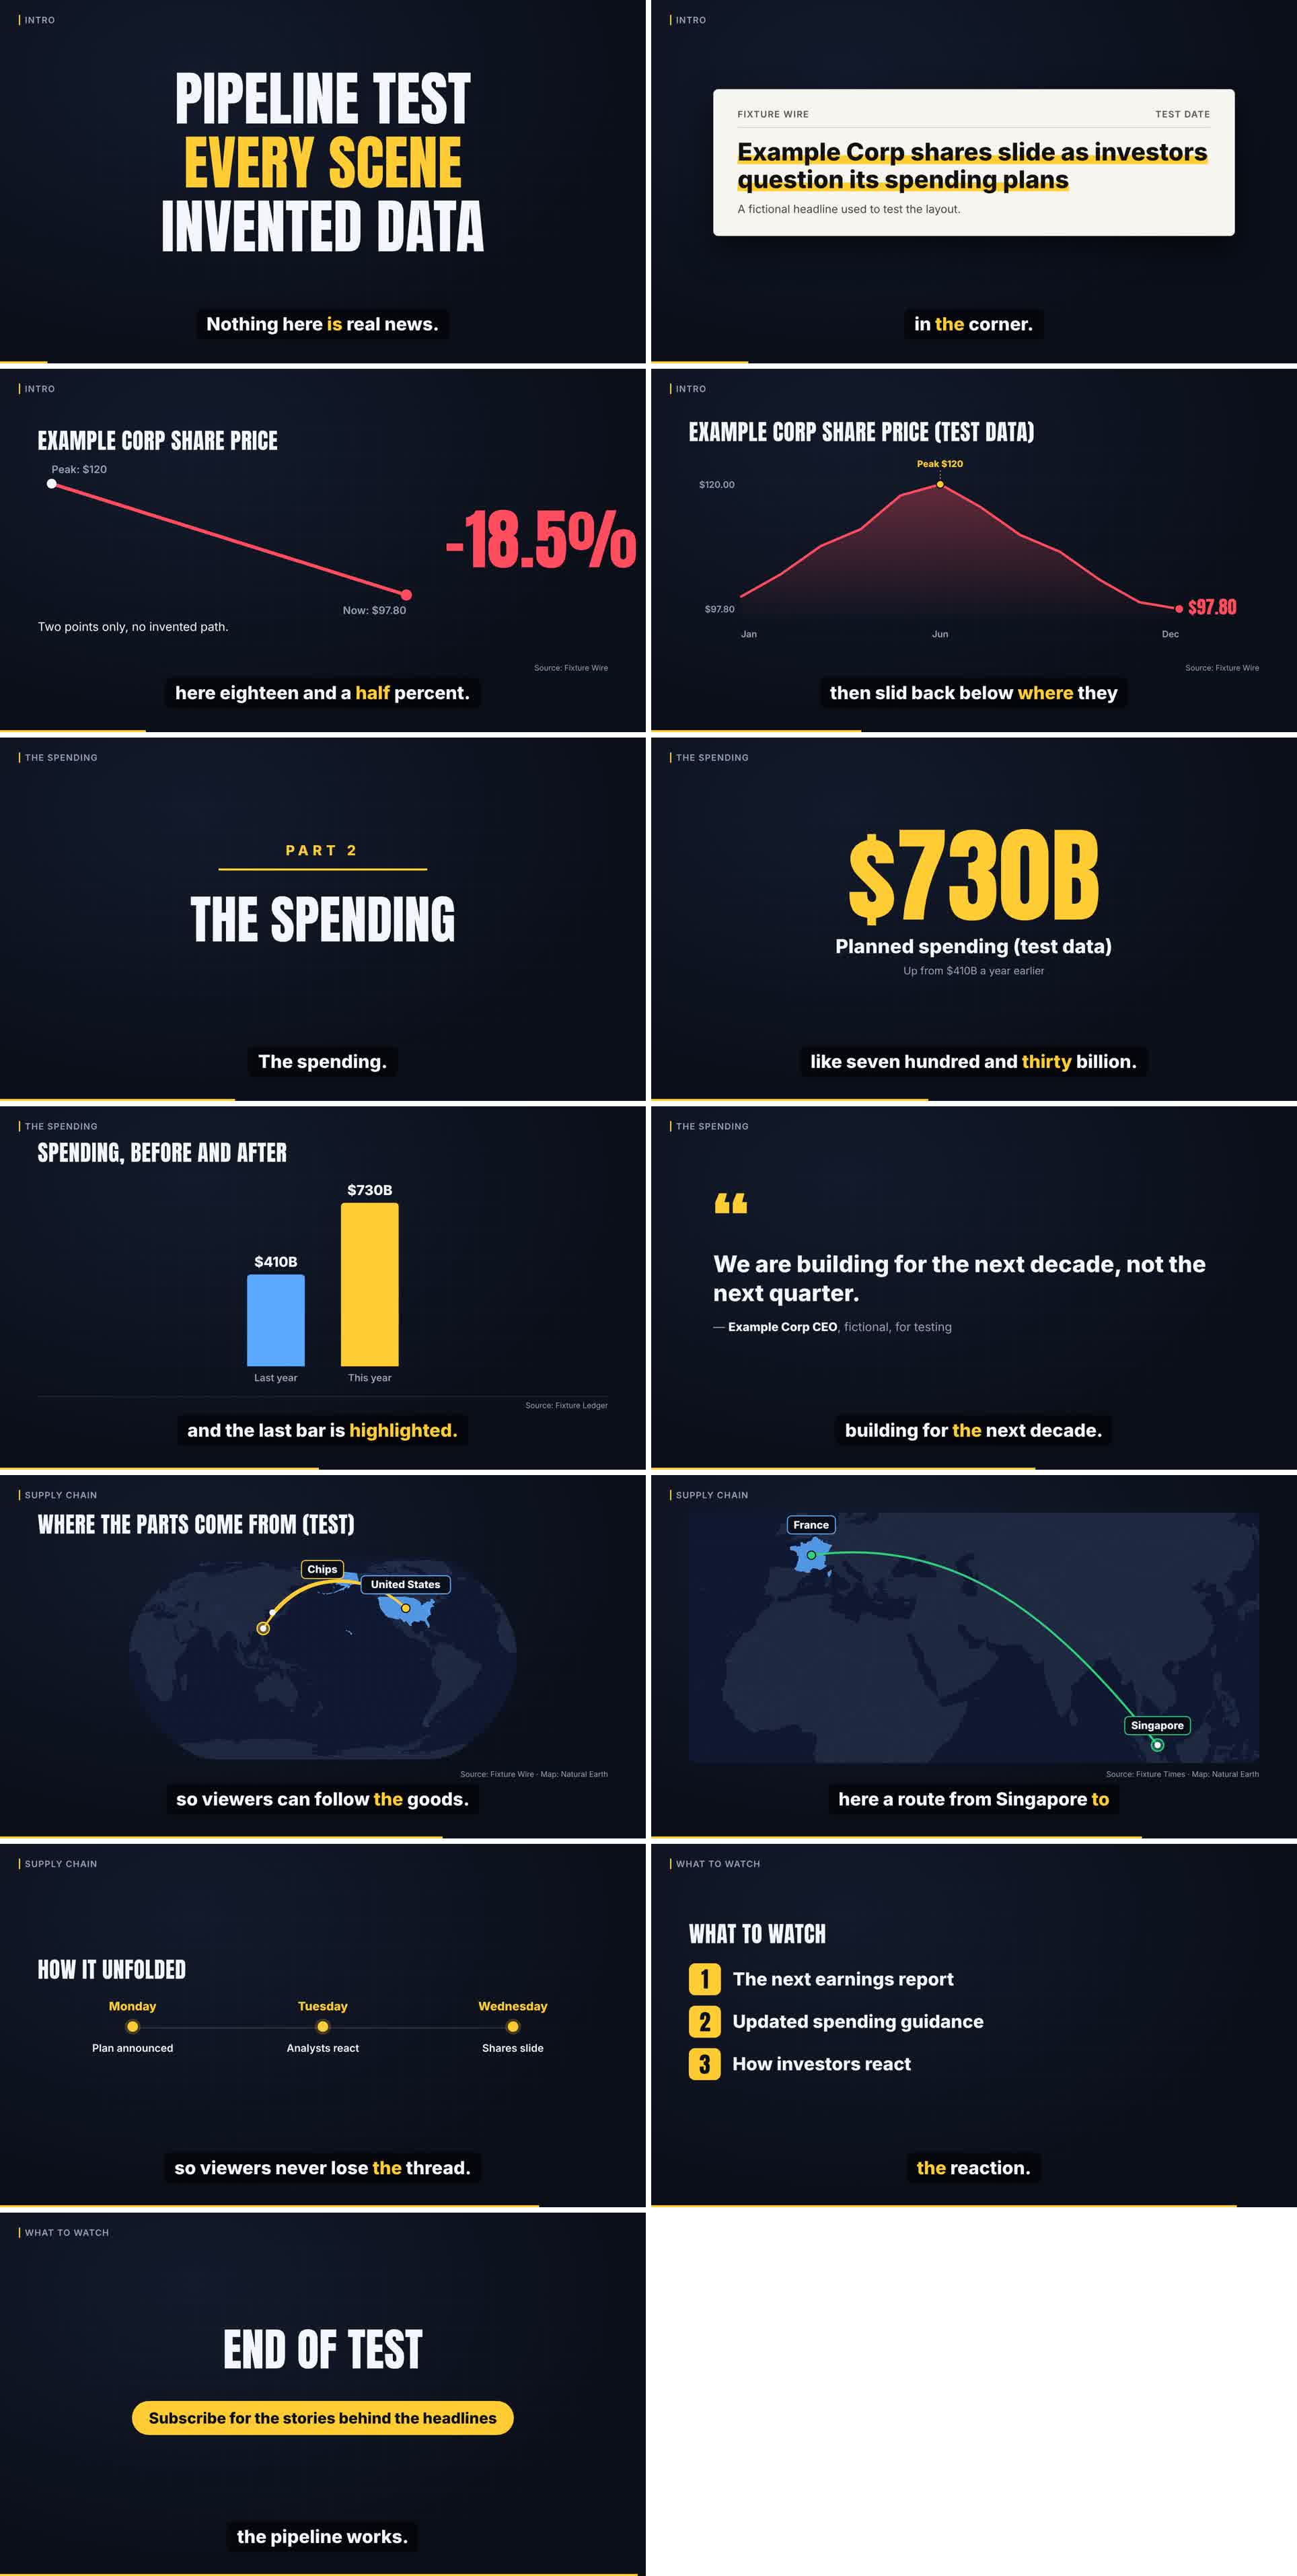 INTRO
PIPELINE TEST
EVERY SCENE
INVENTED DATA
Nothing here is real news.
INTRO
FIXTURE WIRE
TEST DATE
Example Corp shares slide as investors
question its spending plans
A fictional headline used to test the layout.
in the corner.
INTRO
EXAMPLE CORP SHARE PRICE
Peak: $120
-18.5%
Now: $97.80
Two points only, no invented path.
Source: Fixture Wire
here eighteen and a half percent.
INTRO
EXAMPLE CORP SHARE PRICE (TEST DATA)
Peak $120
$120.00
$97.80
$97.80
Jan
Jun
Dec
Source: Fixture Wire
then slid back below where they
THE SPENDING
PART 2
THE SPENDING
The spending.
THE SPENDING
$730B
Planned spending (test data)
Up from $410B a year earlier
like seven hundred and thirty billion.
THE SPENDING
SPENDING, BEFORE AND AFTER
$730B
$410B
Last year
This year
Source: Fixture Ledger
and the last bar is highlighted.
THE SPENDING
“
We are building for the next decade, not the
next quarter.
— Example Corp CEO, fictional, for testing
building for the next decade.
SUPPLY CHAIN
WHERE THE PARTS COME FROM (TEST)
Chips
United States
Source: Fixture Wire · Map: Natural Earth
so viewers can follow the goods.
SUPPLY CHAIN
France
Singapore
Source: Fixture Times · Map: Natural Earth
here a route from Singapore to
SUPPLY CHAIN
HOW IT UNFOLDED
Monday
Tuesday
Wednesday
Plan announced
Analysts react
Shares slide
so viewers never lose the thread.
WHAT TO WATCH
WHAT TO WATCH
1 The next earnings report
2 Updated spending guidance
3 How investors react
the reaction.
WHAT TO WATCH
END OF TEST
Subscribe for the stories behind the headlines
the pipeline works.